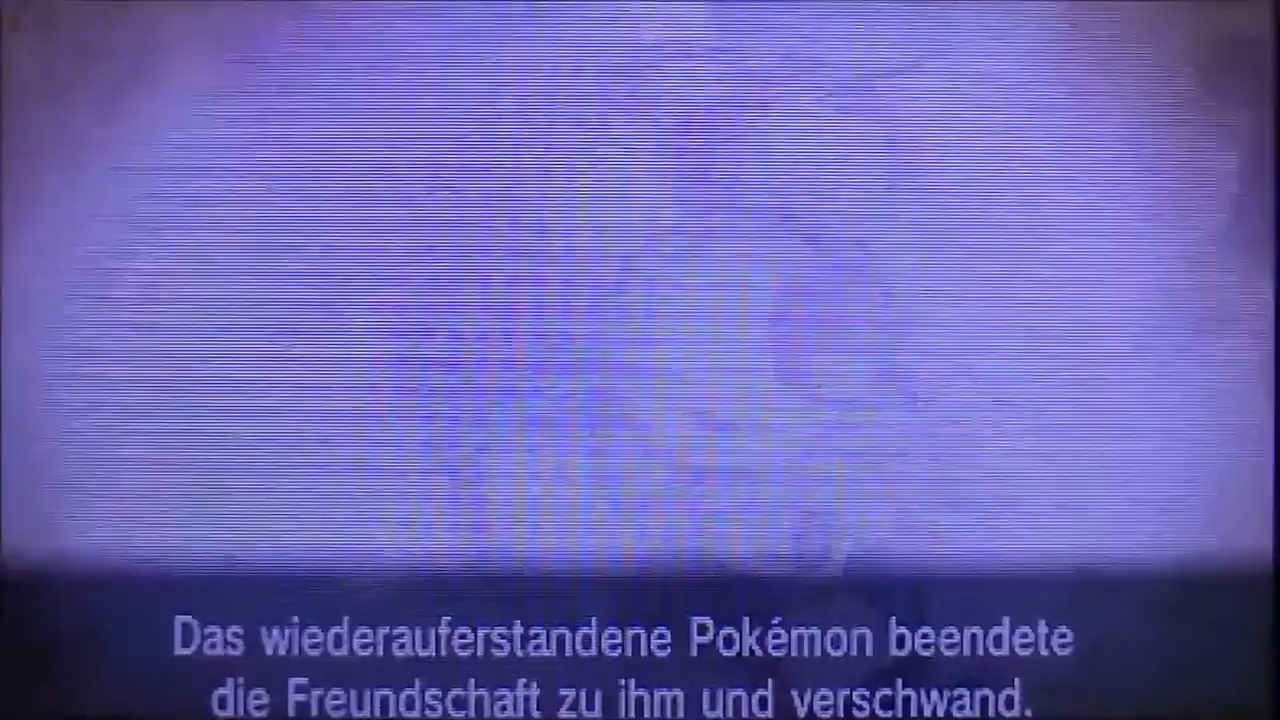 Das wiederauferstandene Pokémon beendete
die Freundschaft zu ihm und verschwand.